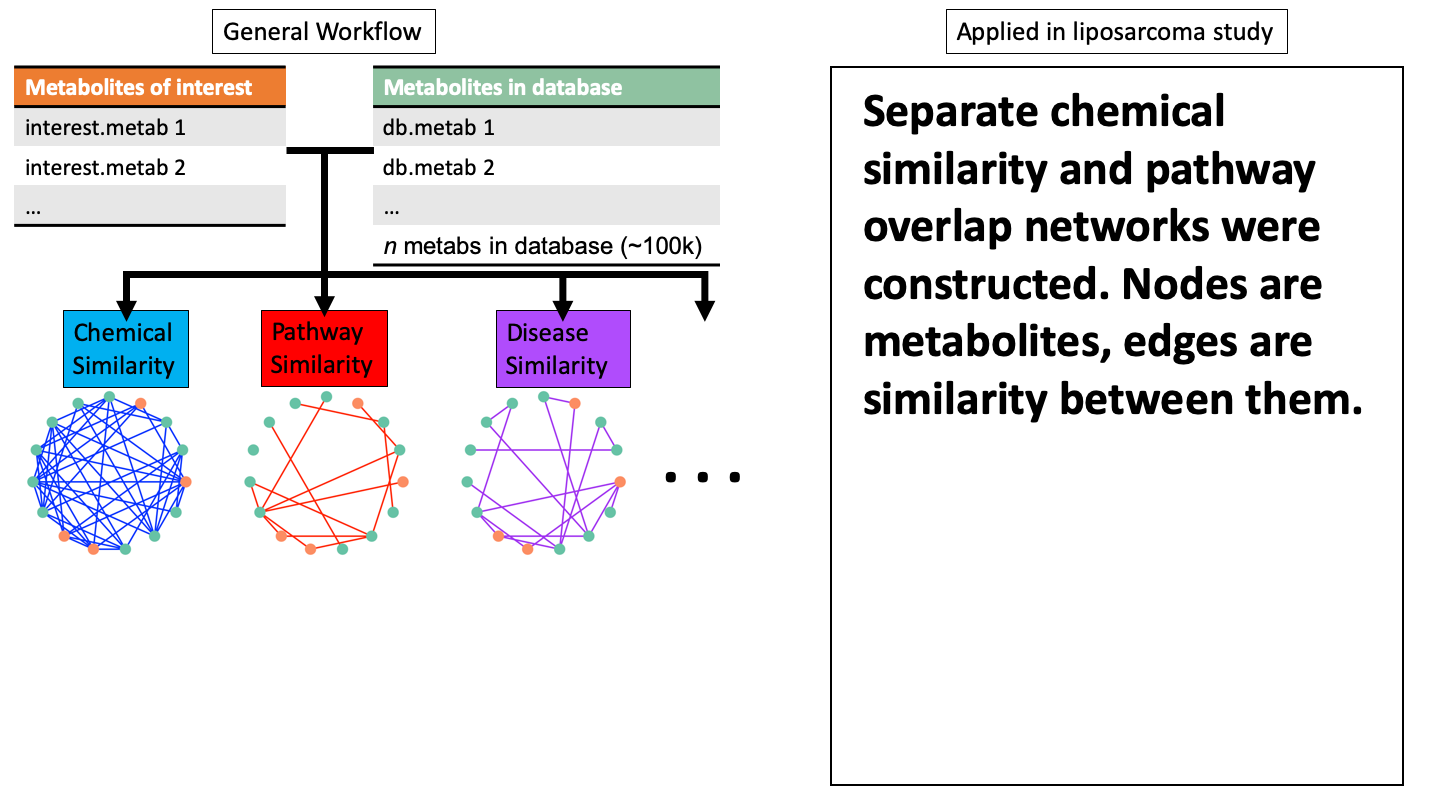 General Workflow
Applied in liposarcoma study
Metabolites of interest
interest.metab 1
interest.metab 2
...
Metabolites in database
db.metab 1
db.metab 2
...
n metabs in database (~100k)
Chemical
Similarity
Pathway
Similarity
Disease
Similarity
. . .
Separate chemical
similarity and pathway
overlap networks were
constructed. Nodes are
metabolites, edges are
similarity between them.